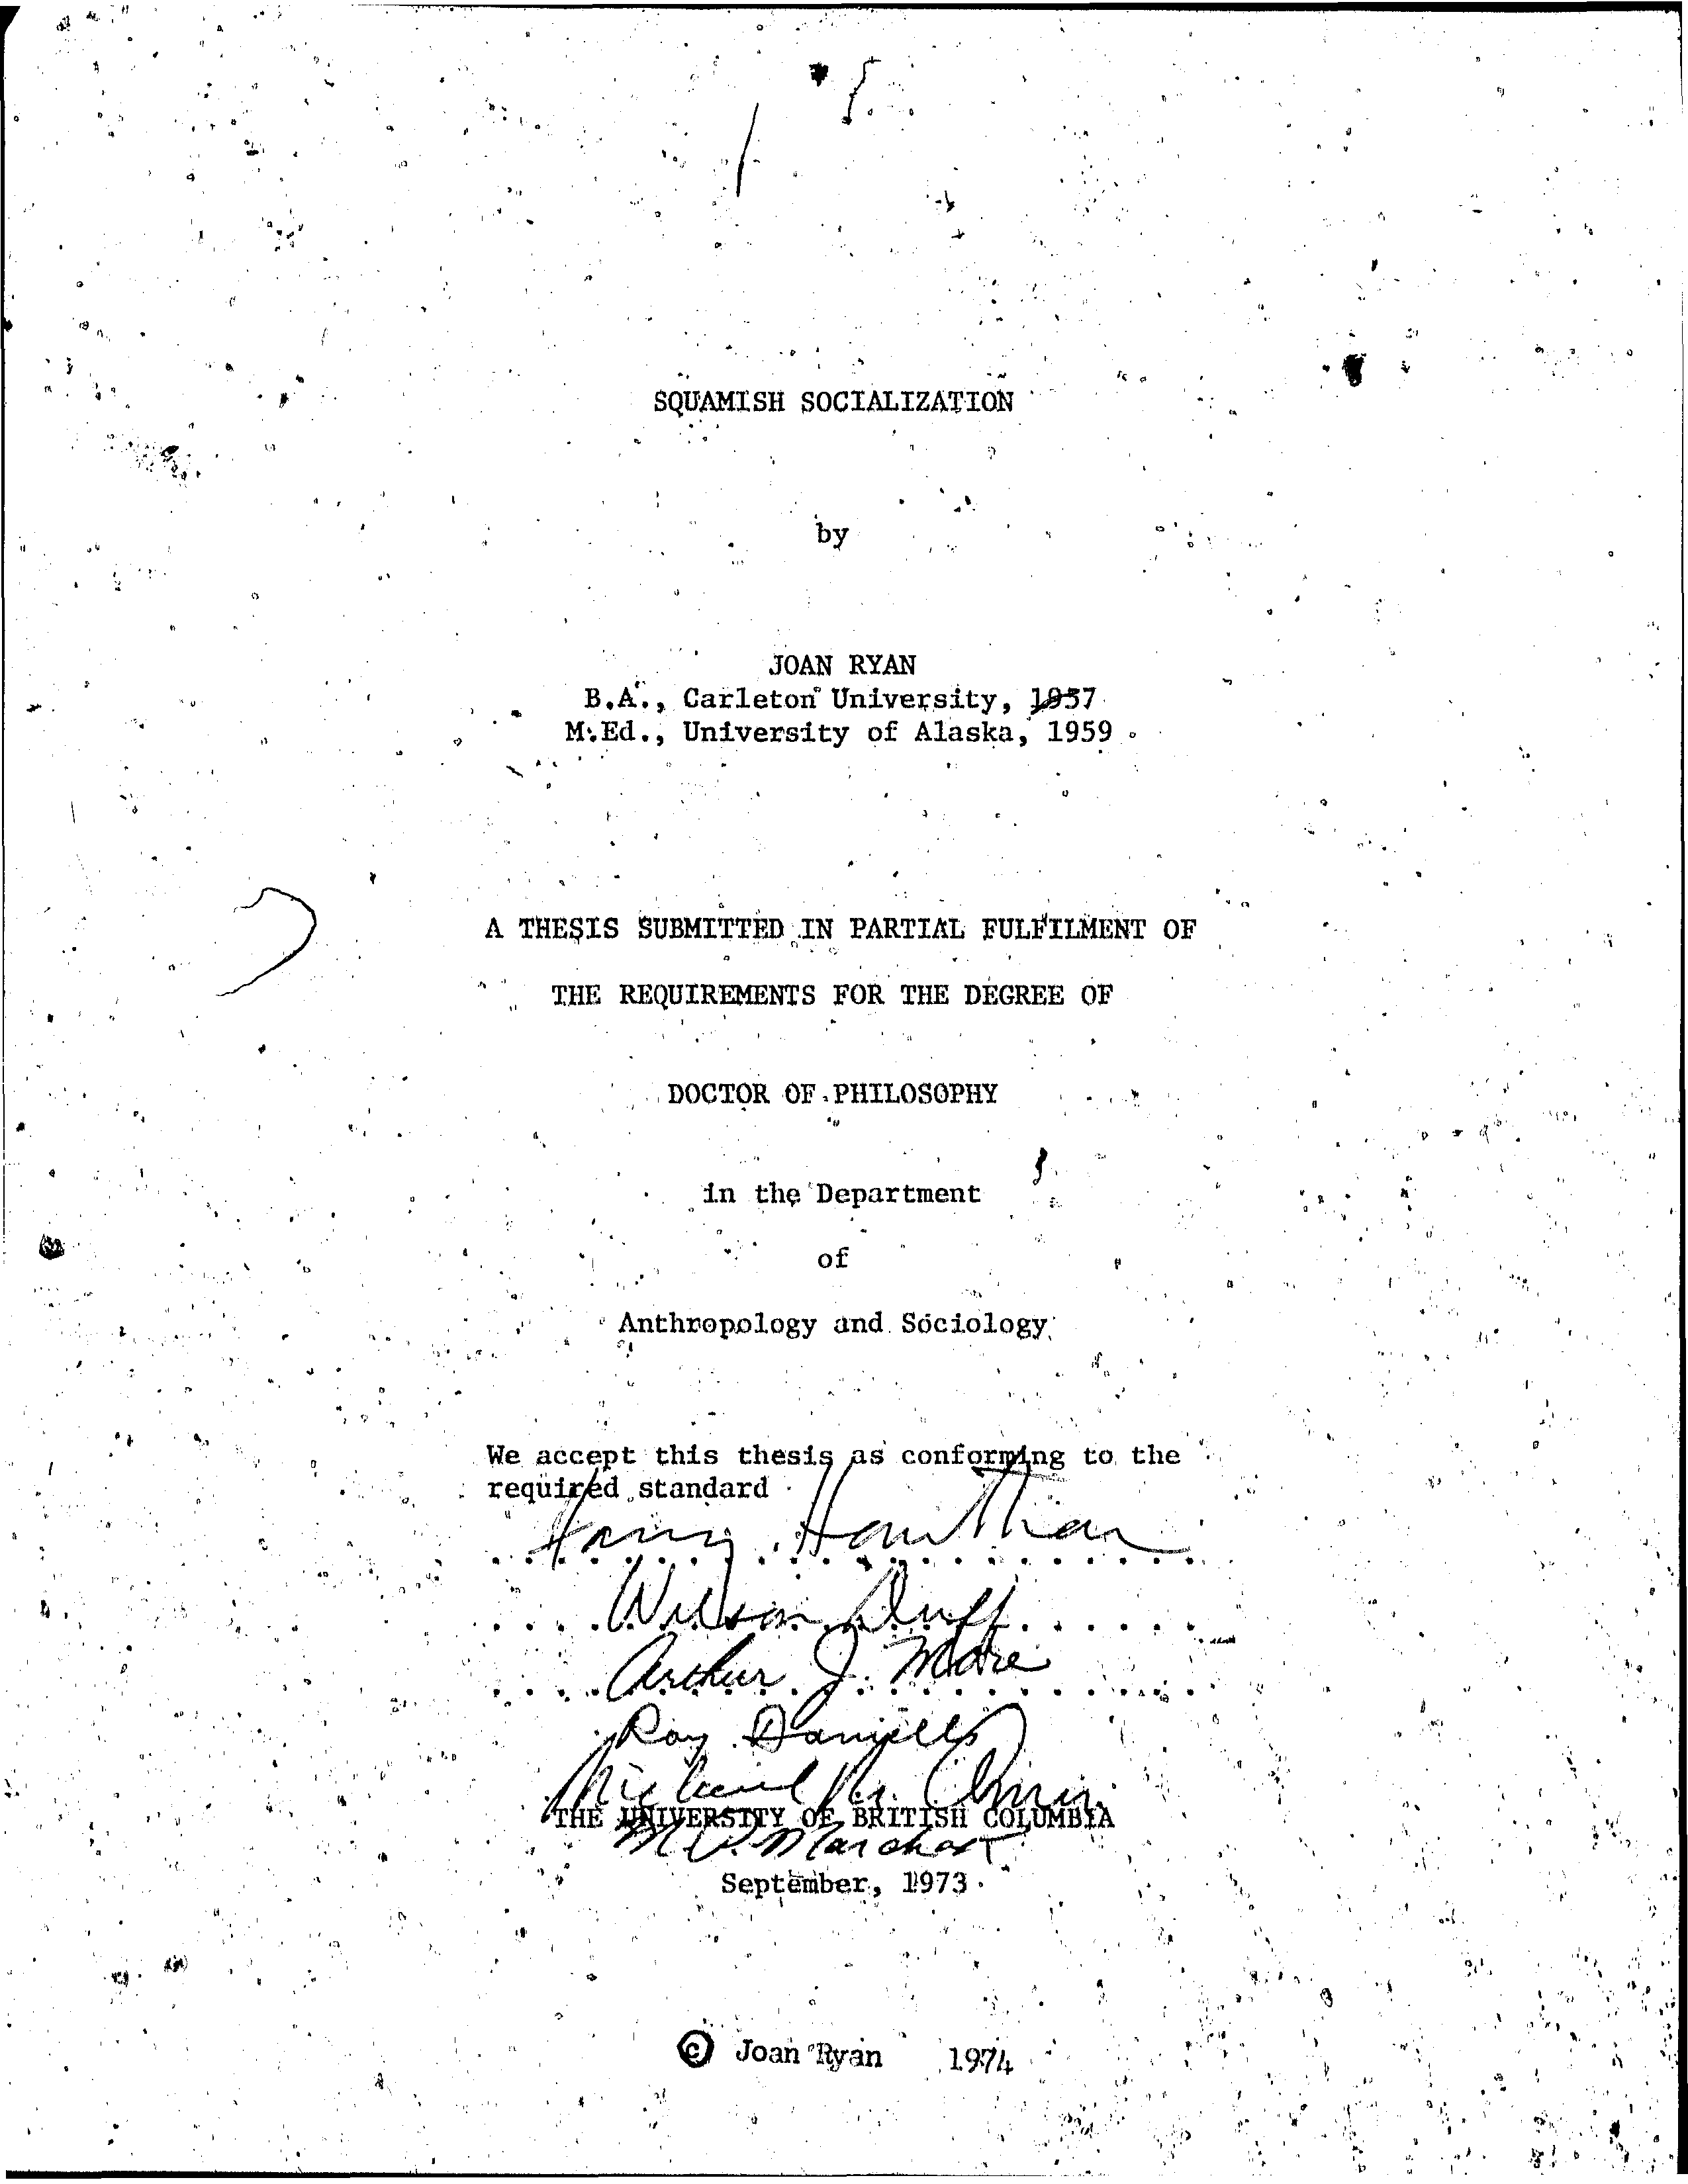 SQUAMISH SOCIALIZATION
by
JOAN RYAN
B.A., Carleton University, 1957
M.Ed., University of Alaska, 1959
A THESIS SUBMITTED IN PARTIAL FULFILMENT OF
THE REQUIREMENTS FOR THE DEGREE OF
DOCTOR OF PHILOSOPHY
in the Department
of
Anthropology and Sociology
We accept this thesis as conforming to the
required standard
Harry Hawthorn
Wilson Duff
Arthur J. More
Roy Daniells
Michael
THE UNIVERSITY OF BRITISH COLUMBIA
September, 1973
© Joan Ryan 1974